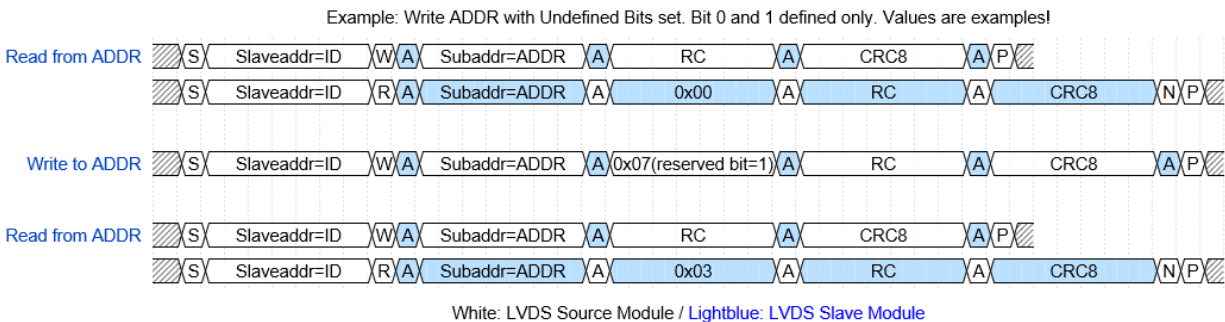 Example: Write ADDR with Undefined Bits set. Bit 0 and 1 defined only. Values are examples!
Read from ADDR S Slaveaddr=ID W A Subaddr=ADDR A RC A CRC8 A P
S Slaveaddr=ID R A Subaddr=ADDR A 0x00 A RC A CRC8 N P
Write to ADDR S Slaveaddr=ID W A Subaddr=ADDR A 0x07(reserved bit=1) A RC A CRC8 A P
Read from ADDR S Slaveaddr=ID W A Subaddr=ADDR A RC A CRC8 A P
S Slaveaddr=ID R A Subaddr=ADDR A 0x03 A RC A CRC8 N P
White: LVDS Source Module / Lightblue: LVDS Slave Module